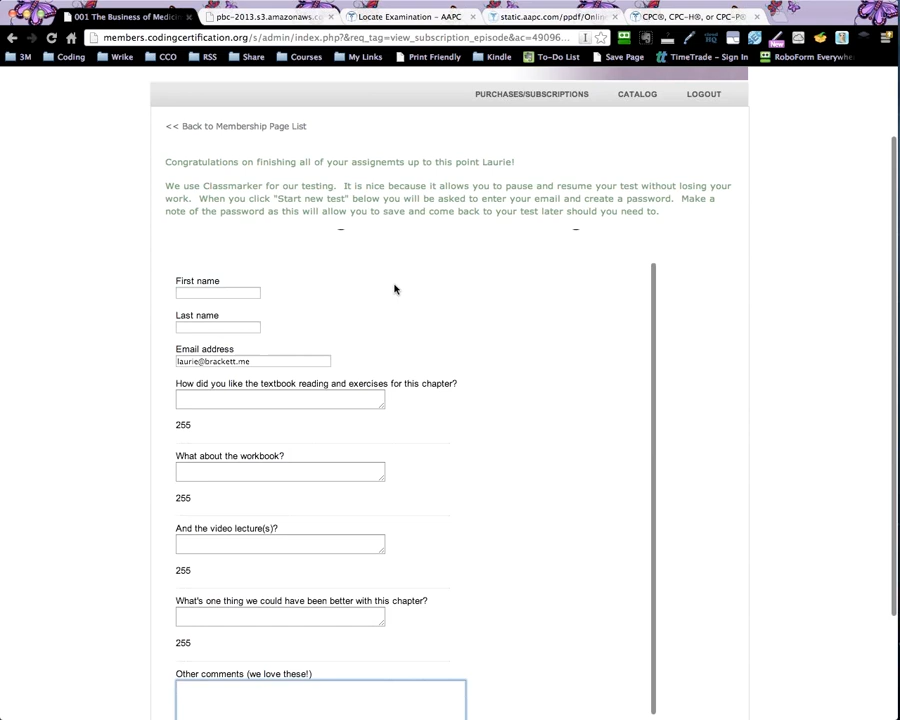 001 The Business of Medicin
pbc-2013.s3.amazonaws.co
Locate Examination – AAPC
static.aapc.com/ppdf/Onlin
CPC®, CPC-H®, or CPC-P®
members.codingcertification.org/s/admin/index.php?&req_tag=view_subscription_episode&ac=49096...
3M Coding Wrike CCO RSS Share Courses My Links Print Friendly Kindle To-Do List Save Page TimeTrade – Sign In RoboForm Everywhe
New
PURCHASES/SUBSCRIPTIONS CATALOG LOGOUT
<< Back to Membership Page List
Congratulations on finishing all of your assignemts up to this point Laurie!
We use Classmarker for our testing. It is nice because it allows you to pause and resume your test without losing your
work. When you click "Start new test" below you will be asked to enter your email and create a password. Make a
note of the password as this will allow you to save and come back to your test later should you need to.
First name
Last name
Email address
laurie@brackett.me
How did you like the textbook reading and exercises for this chapter?
255
What about the workbook?
255
And the video lecture(s)?
255
What's one thing we could have been better with this chapter?
255
Other comments (we love these!)